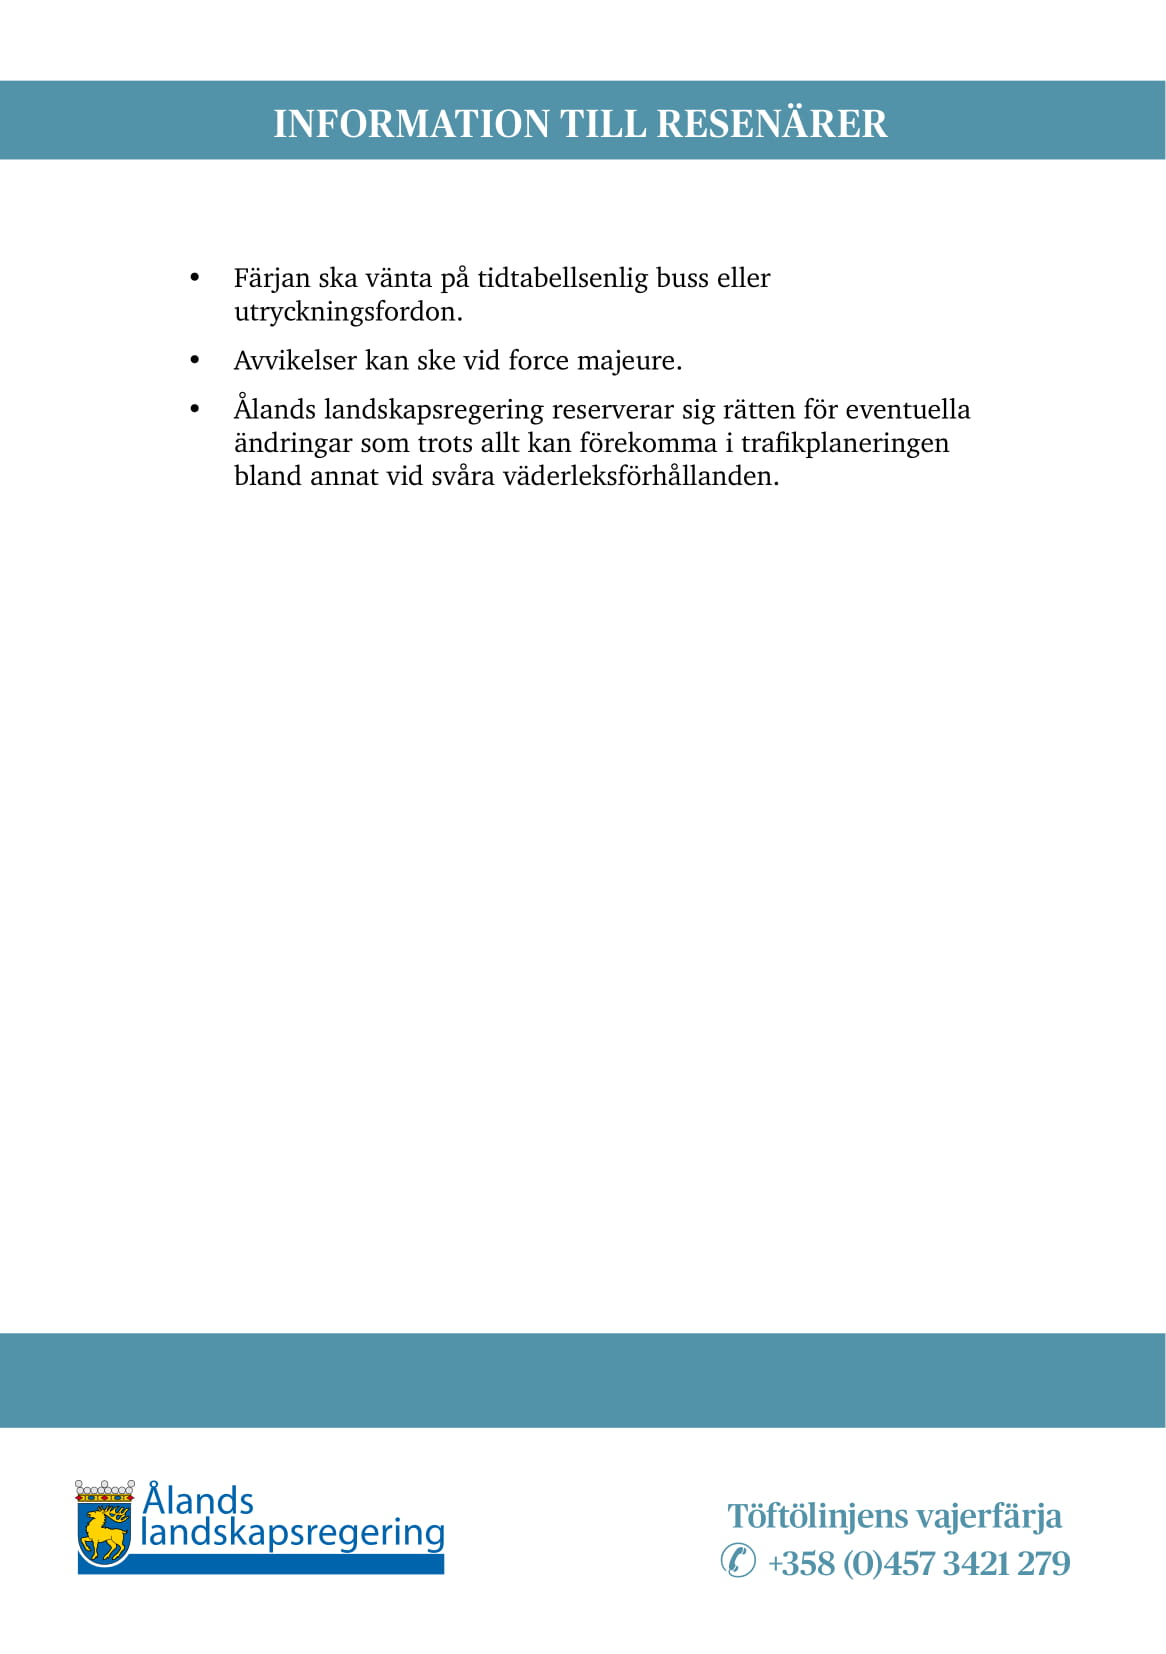 INFORMATION TILL RESENÄRER
• Färjan ska vänta på tidtabellsenlig buss eller
utryckningsfordon.
• Avvikelser kan ske vid force majeure.
• Ålands landskapsregering reserverar sig rätten för eventuella
ändringar som trots allt kan förekomma i trafikplaneringen
bland annat vid svåra väderleksförhållanden.
Ålands
landskapsregering
Töftölinjens vajerfärja
✆ +358 (0)457 3421 279